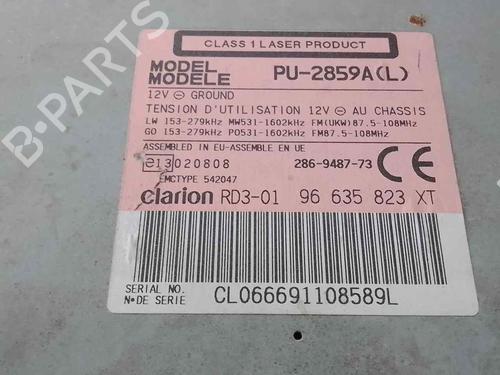 B-PARTS
CLASS 1 LASER PRODUCT
MODEL
MODELE PU-2859A(L)
12V ⊖ GROUND
TENSION D'UTILISATION 12V ⊖ AU CHASSIS
LW 153-279kHz MW531-1602kHz FM(UKW)87.5-108MHz
GO 153-279kHz PO531-1602kHz FM87.5-108MHz
ASSEMBLED IN EU-ASSEMBLE EN UE
e13 020808 286-9487-73 CE
EMCTYPE 542047
clarion RD3-01 96 635 823 XT
SERIAL NO.
N° DE SERIE CL066691108589L